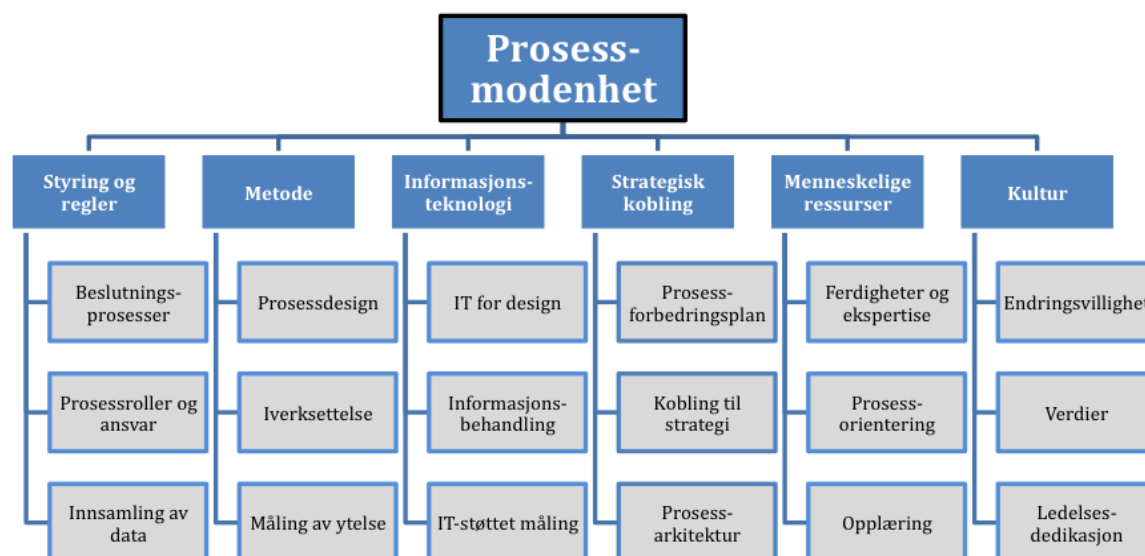 Prosess-
modenhet
Styring og
regler
Metode
Informasjons-
teknologi
Strategisk
kobling
Menneskelige
ressurser
Kultur
Beslutnings-
prosesser
Prosessdesign
IT for design
Prosess-
forbedringsplan
Ferdigheter og
ekspertise
Endringsvillighet
Prosessroller og
ansvar
Iverksettelse
Informasjons-
behandling
Kobling til
strategi
Prosess-
orientering
Verdier
Innsamling av
data
Måling av ytelse
IT-støttet måling
Prosess-
arkitektur
Opplæring
Ledelses-
dedikasjon